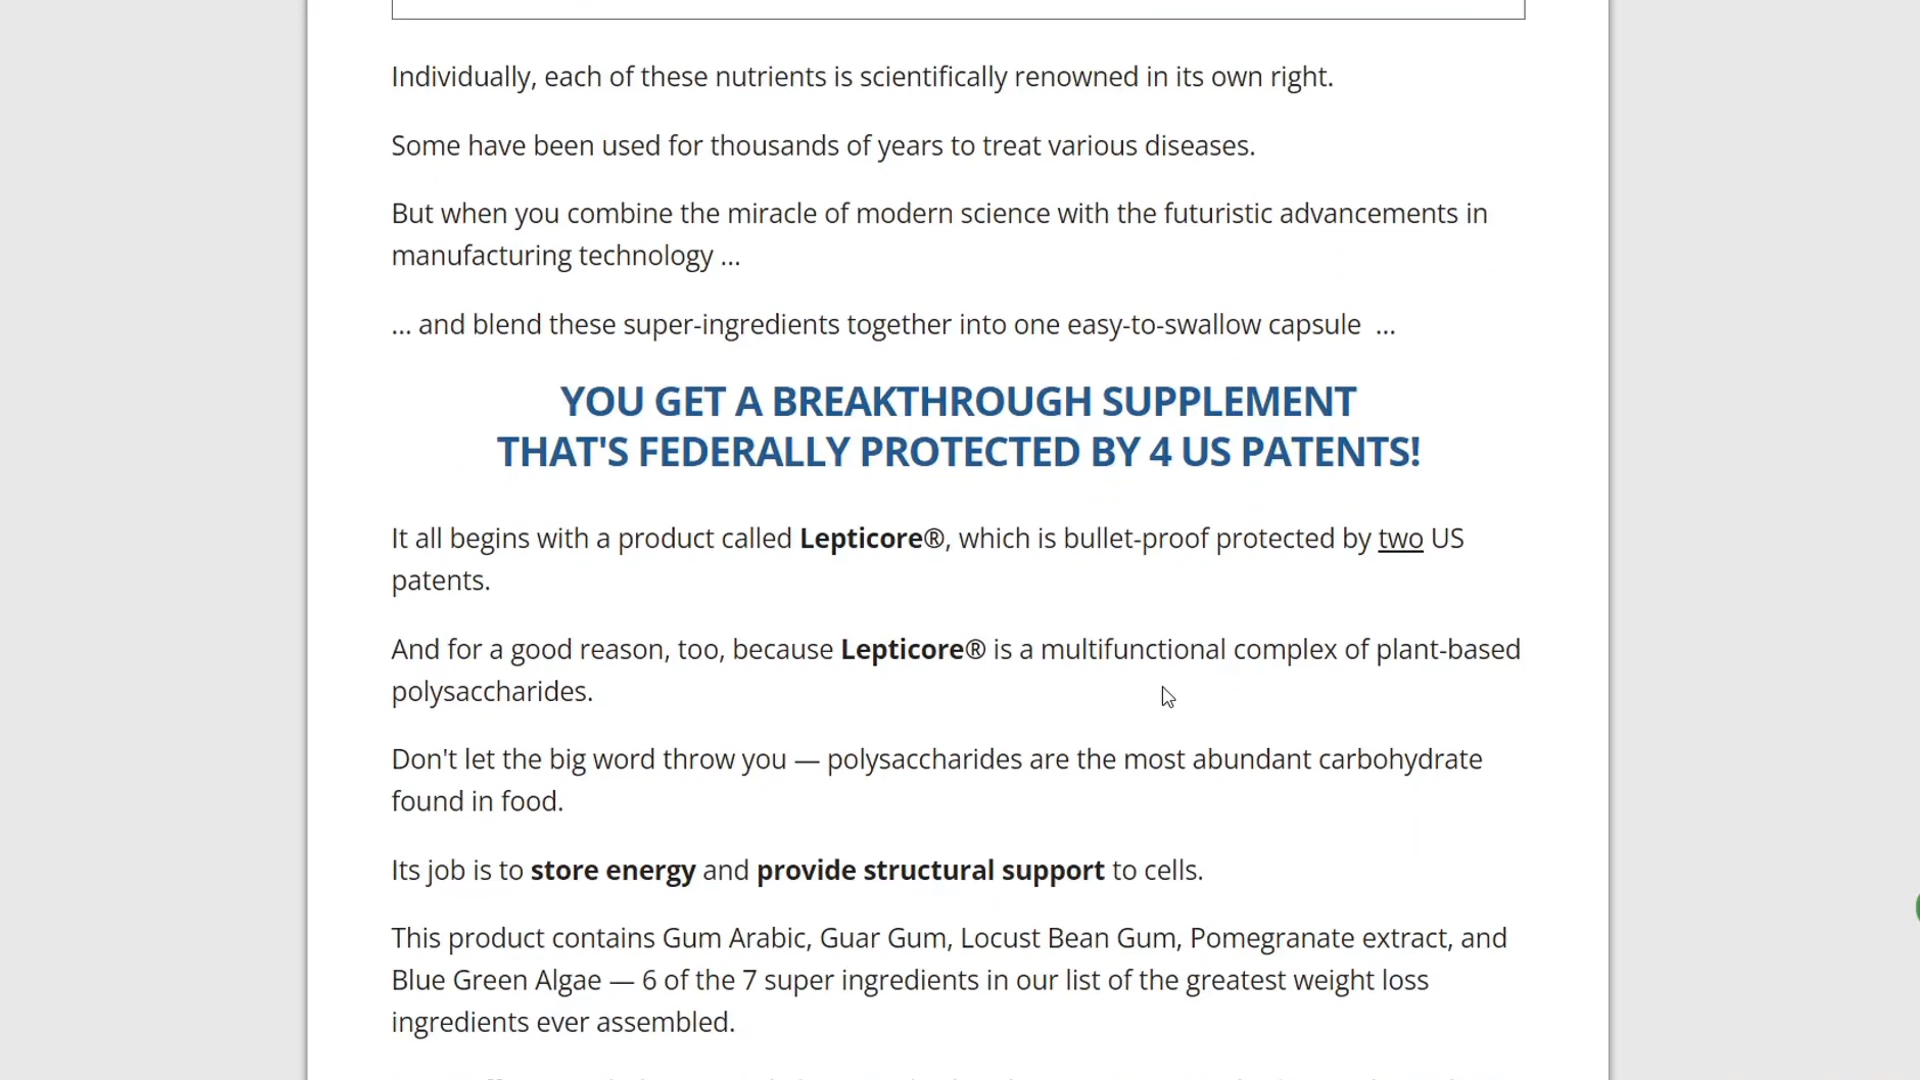 Individually, each of these nutrients is scientifically renowned in its own right.
Some have been used for thousands of years to treat various diseases.
But when you combine the miracle of modern science with the futuristic advancements in
manufacturing technology ...
... and blend these super-ingredients together into one easy-to-swallow capsule ...
YOU GET A BREAKTHROUGH SUPPLEMENT
THAT'S FEDERALLY PROTECTED BY 4 US PATENTS!
It all begins with a product called Lepticore®, which is bullet-proof protected by two US
patents.
And for a good reason, too, because Lepticore® is a multifunctional complex of plant-based
polysaccharides.
Don't let the big word throw you — polysaccharides are the most abundant carbohydrate
found in food.
Its job is to store energy and provide structural support to cells.
This product contains Gum Arabic, Guar Gum, Locust Bean Gum, Pomegranate extract, and
Blue Green Algae — 6 of the 7 super ingredients in our list of the greatest weight loss
ingredients ever assembled.